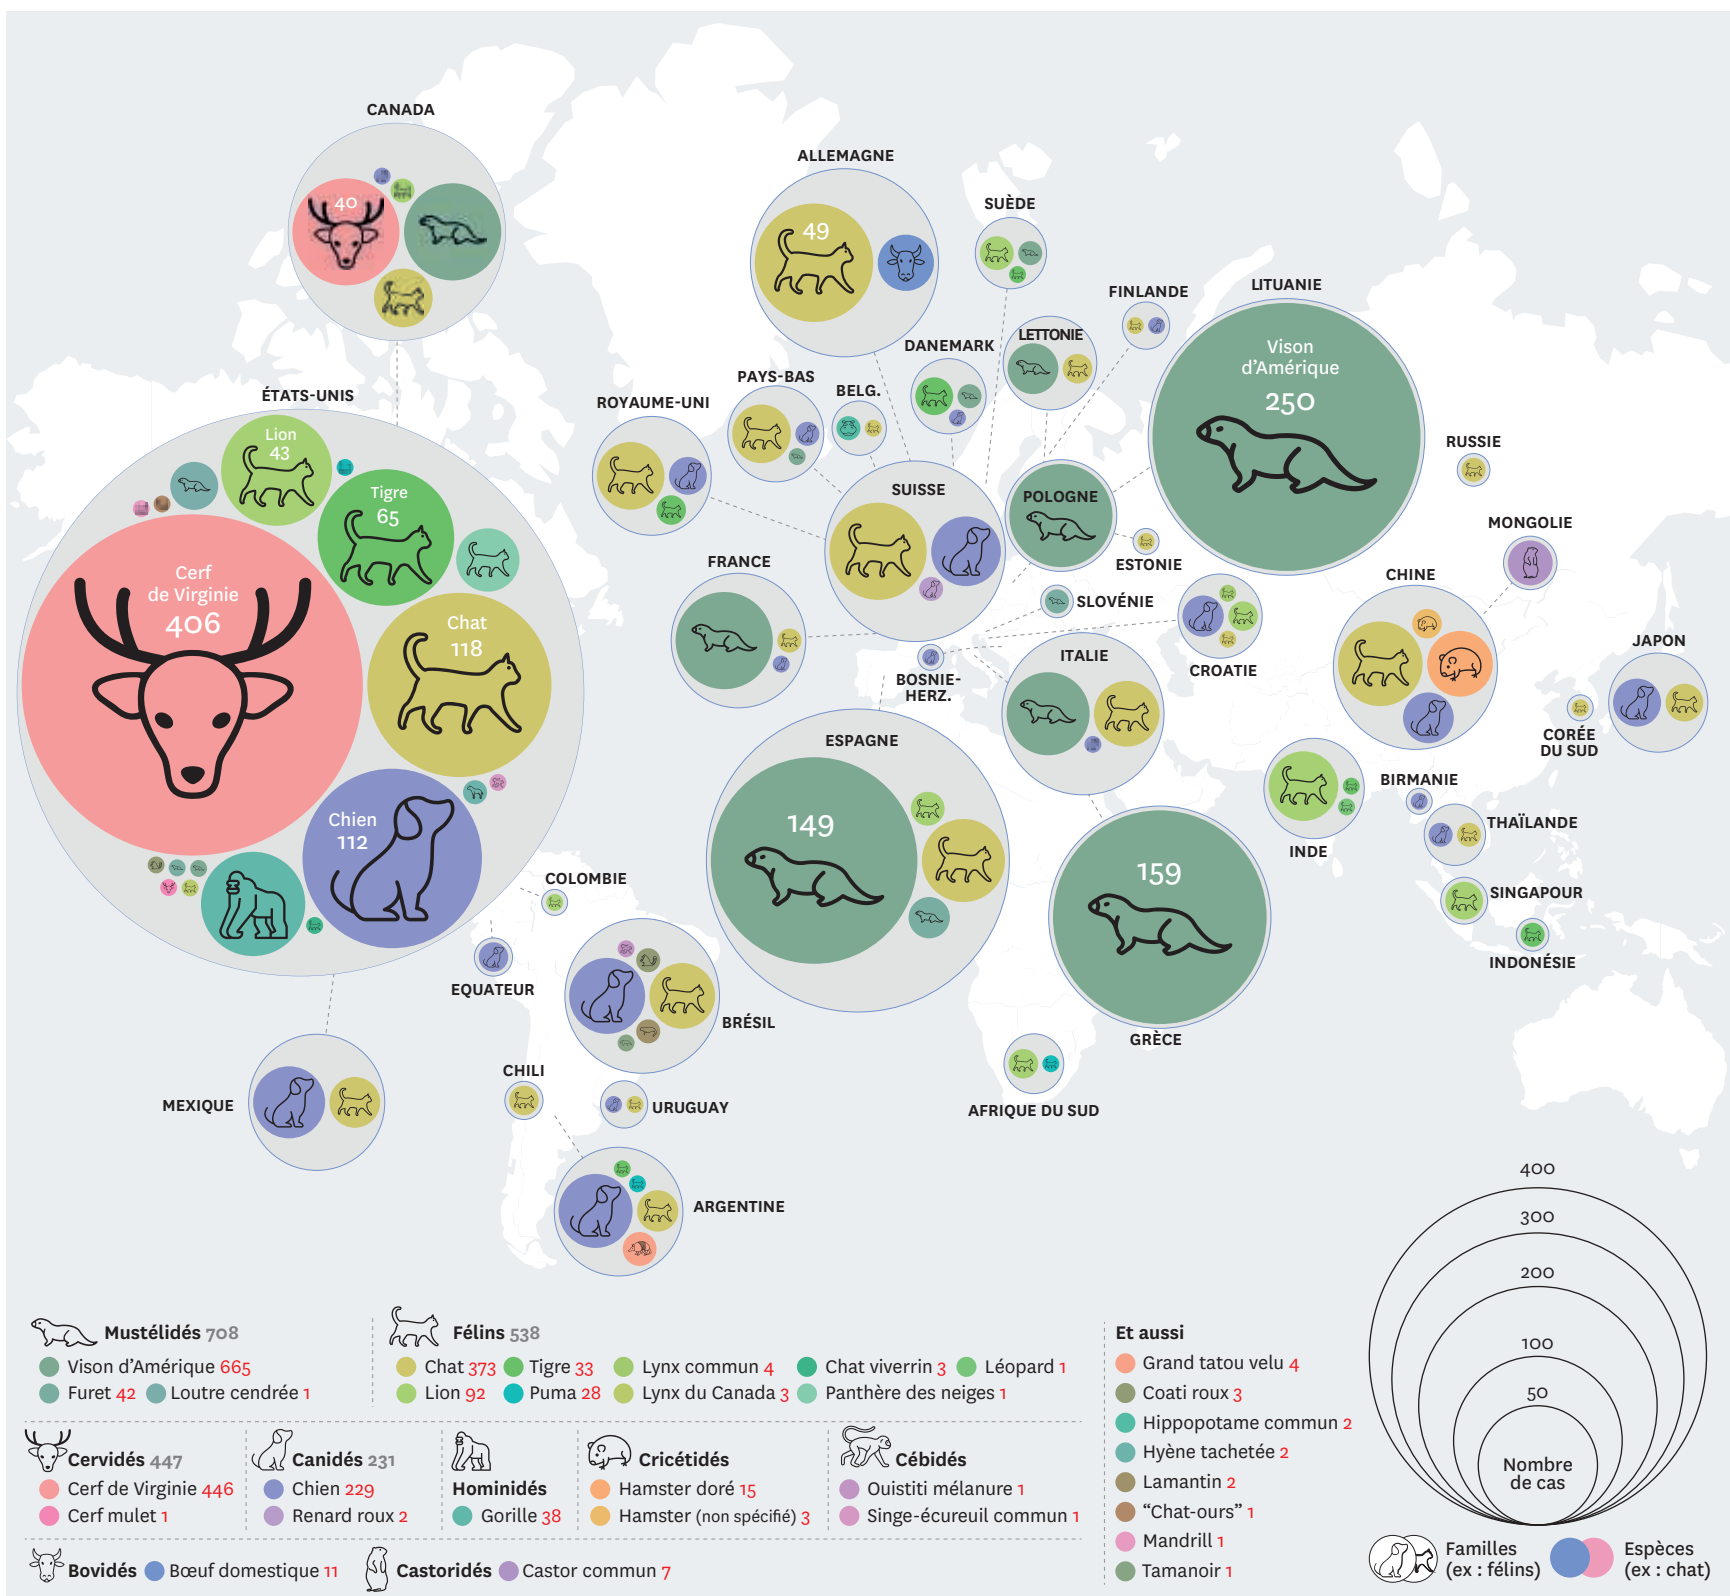 CANADA
40
ALLEMAGNE
49
SUÈDE
FINLANDE
LITUANIE
Vison
d’Amérique
250
LETTONIE
DANEMARK
PAYS-BAS
BELG.
ROYAUME-UNI
ÉTATS-UNIS
Lion
43
Tigre
65
Cerf
de Virginie
406
Chat
118
Chien
112
RUSSIE
SUISSE
POLOGNE
MONGOLIE
ESTONIE
FRANCE
CHINE
SLOVÉNIE
JAPON
ITALIE
CROATIE
BOSNIE-
HERZ.
CORÉE
DU SUD
ESPAGNE
149
BIRMANIE
THAÏLANDE
INDE
159
GRÈCE
SINGAPOUR
INDONÉSIE
COLOMBIE
EQUATEUR
BRÉSIL
CHILI
MEXIQUE
URUGUAY
AFRIQUE DU SUD
ARGENTINE
400
300
200
100
50
Nombre
de cas
Familles
(ex : félins)
Espèces
(ex : chat)
Mustélidés 708
Vison d’Amérique 665
Furet 42 Loutre cendrée 1
Félins 538
Chat 373 Tigre 33 Lynx commun 4 Chat viverrin 3 Léopard 1
Lion 92 Puma 28 Lynx du Canada 3 Panthère des neiges 1
Cervidés 447
Cerf de Virginie 446
Cerf mulet 1
Canidés 231
Chien 229
Renard roux 2
Hominidés
Gorille 38
Cricétidés
Hamster doré 15
Hamster (non spécifié) 3
Cébidés
Ouistiti mélanure 1
Singe-écureuil commun 1
Bovidés Bœuf domestique 11
Castoridés Castor commun 7
Et aussi
Grand tatou velu 4
Coati roux 3
Hippopotame commun 2
Hyène tachetée 2
Lamantin 2
“Chat-ours” 1
Mandrill 1
Tamanoir 1